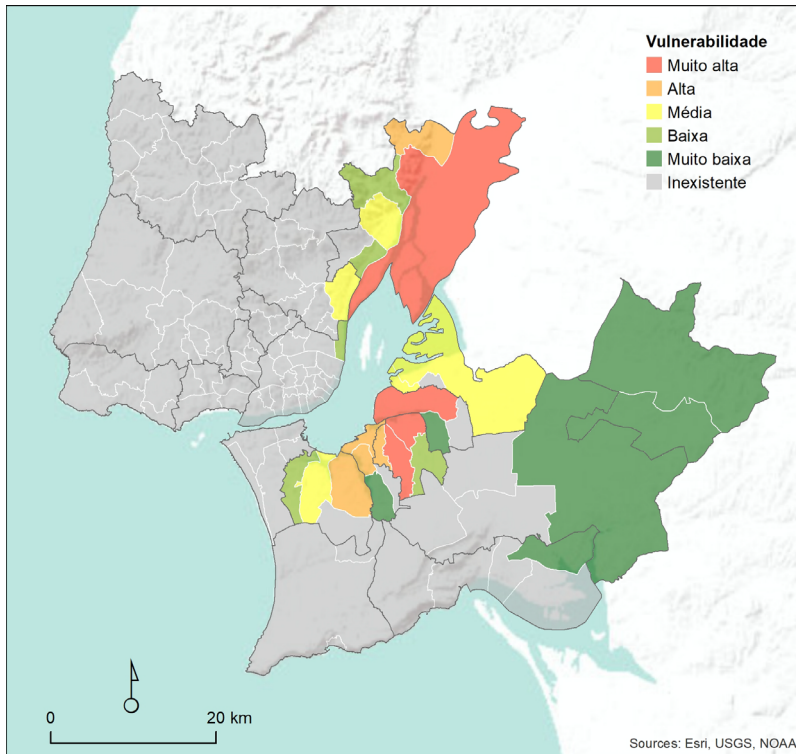 Vulnerabilidade
Muito alta
Alta
Média
Baixa
Muito baixa
Inexistente
0 20 km
Sources: Esri, USGS, NOAA